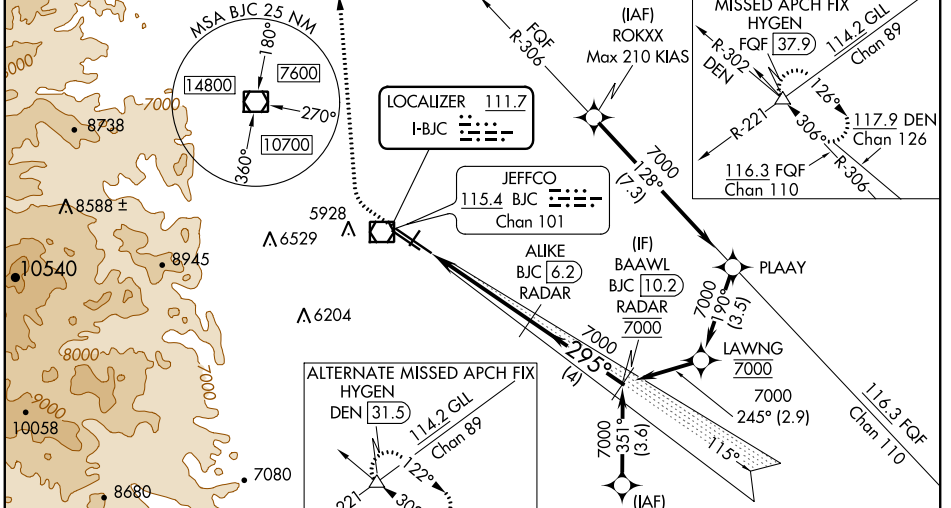 MSA BJC 25 NM
180°
14800
7600
270°
10700
360°
8000
7000
8738
8588 ±
5928
6529
10540
8945
6204
8000
7000
9000
10058
7080
8680
LOCALIZER 111.7
I-BJC
JEFFCO
115.4 BJC
Chan 101
FQF
R-306
(IAF)
ROKXX
Max 210 KIAS
7000
128°
(7.3)
PLAAY
7000
190°
(3.5)
LAWNG
7000
7000
245° (2.9)
ALIKE
BJC 6.2
RADAR
(IF)
BAAWL
BJC 10.2
RADAR
7000
7000
295°
(4)
115°
7000
351°
(3.6)
(IAF)
116.3 FQF
Chan 110
MISSED APCH FIX
HYGEN
FQF 37.9
114.2 GLL
Chan 89
R-302
DEN
126°
R-221
306°
117.9 DEN
Chan 126
116.3 FQF
Chan 110
R-306
ALTERNATE MISSED APCH FIX
HYGEN
DEN 31.5
114.2 GLL
Chan 89
122°